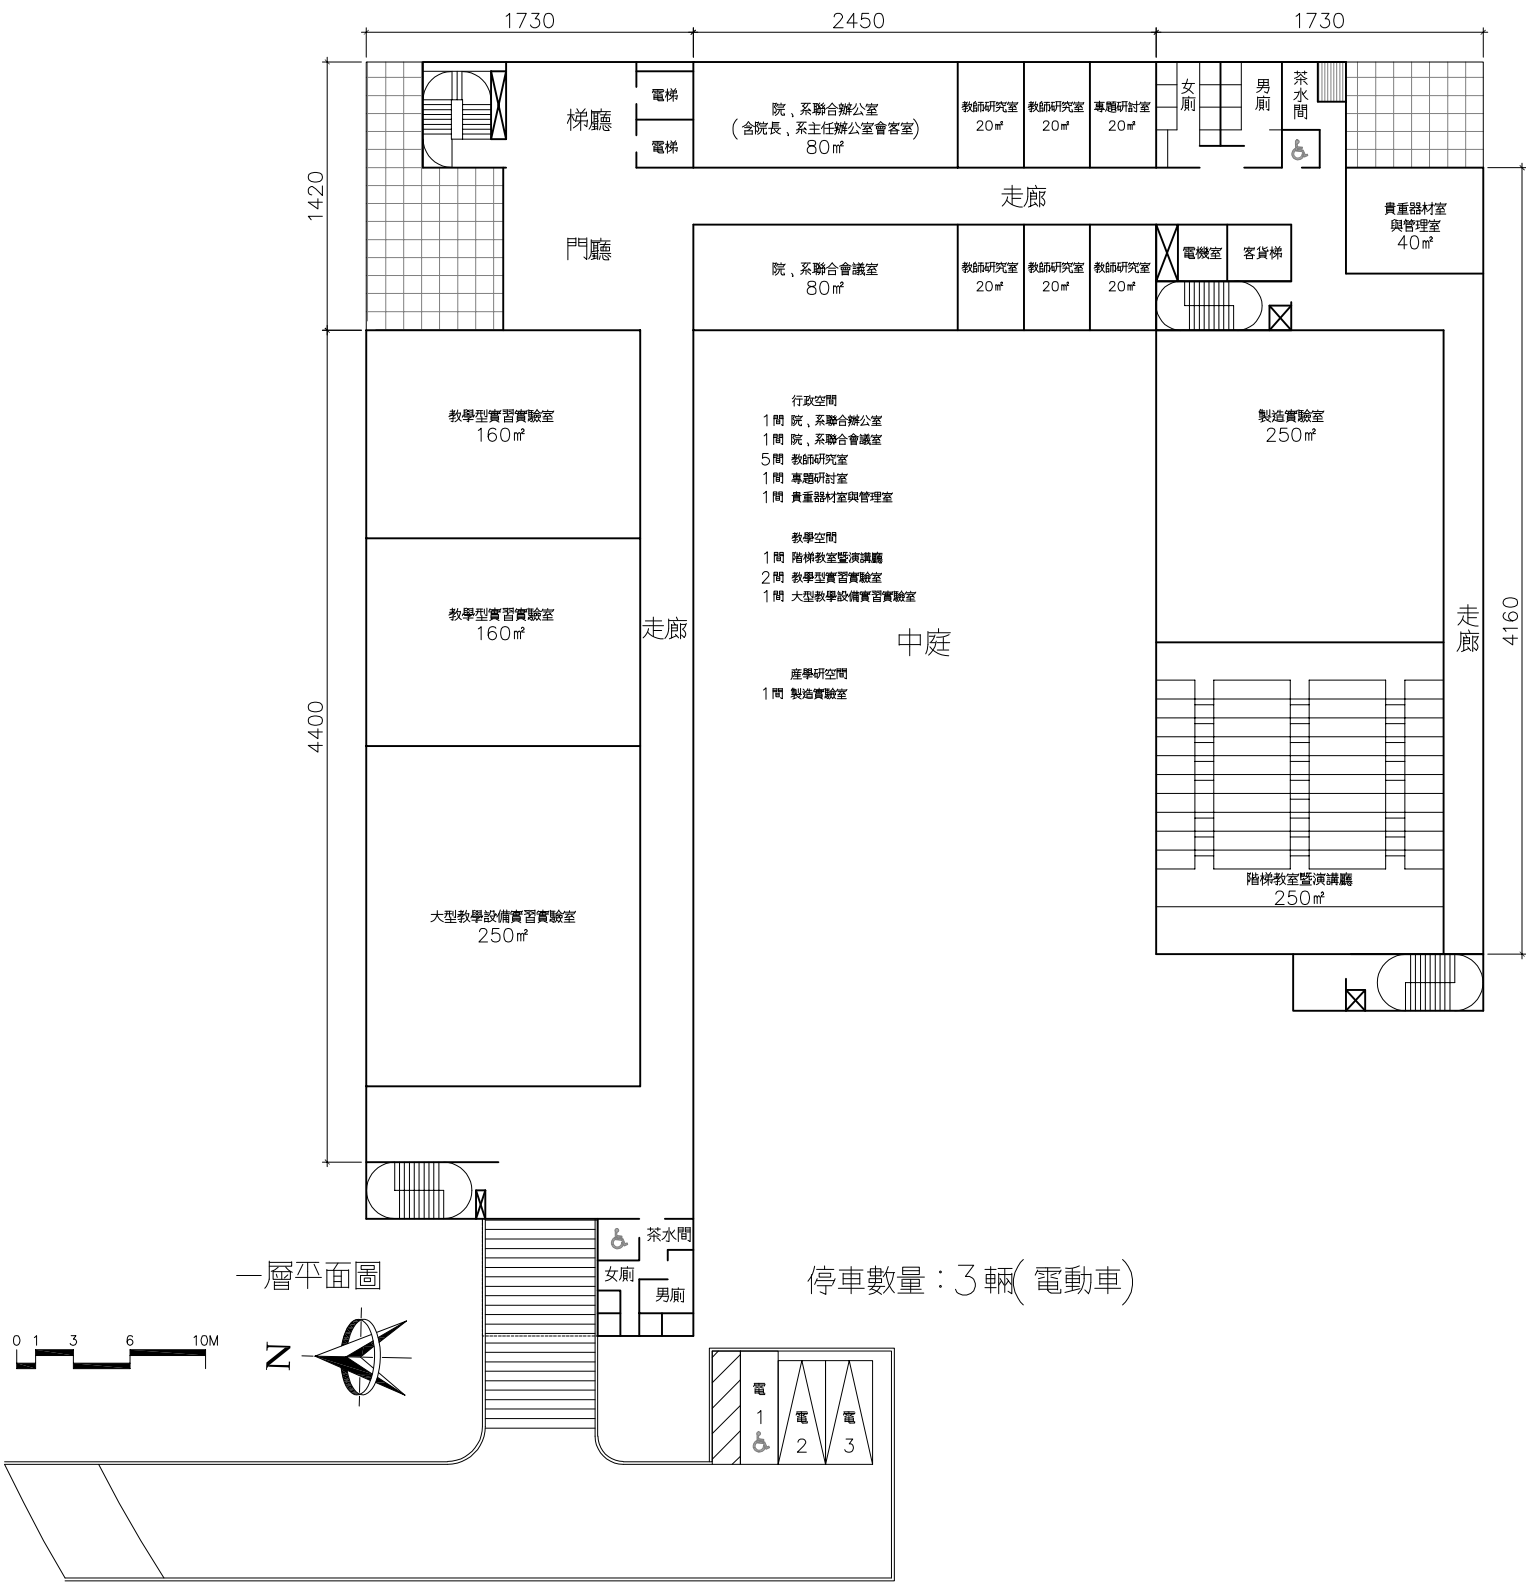 1730
2450
1730
1420
4400
4160
梯廳
電梯
電梯
院、系聯合辦公室
(含院長、系主任辦公室會客室)
80㎡
教師研究室
20㎡
教師研究室
20㎡
專題研討室
20㎡
女廁
男廁
茶水間
走廊
貴重器材室
與管理室
40㎡
門廳
院、系聯合會議室
80㎡
教師研究室
20㎡
教師研究室
20㎡
教師研究室
20㎡
電機室
客貨梯
教學型實習實驗室
160㎡
教學型實習實驗室
160㎡
走廊
大型教學設備實習實驗室
250㎡
行政空間
1間 院、系聯合辦公室
1間 院、系聯合會議室
5間 教師研究室
1間 專題研討室
1間 貴重器材室與管理室
教學空間
1間 階梯教室暨演講廳
2間 教學型實習實驗室
1間 大型教學設備實習實驗室
中庭
產學研空間
1間 製造實驗室
製造實驗室
250㎡
走廊
階梯教室暨演講廳
250㎡
茶水間
女廁
男廁
一層平面圖
停車數量：3輛(電動車)
0 1 3 6 10M
N
電
1
電
2
電
3